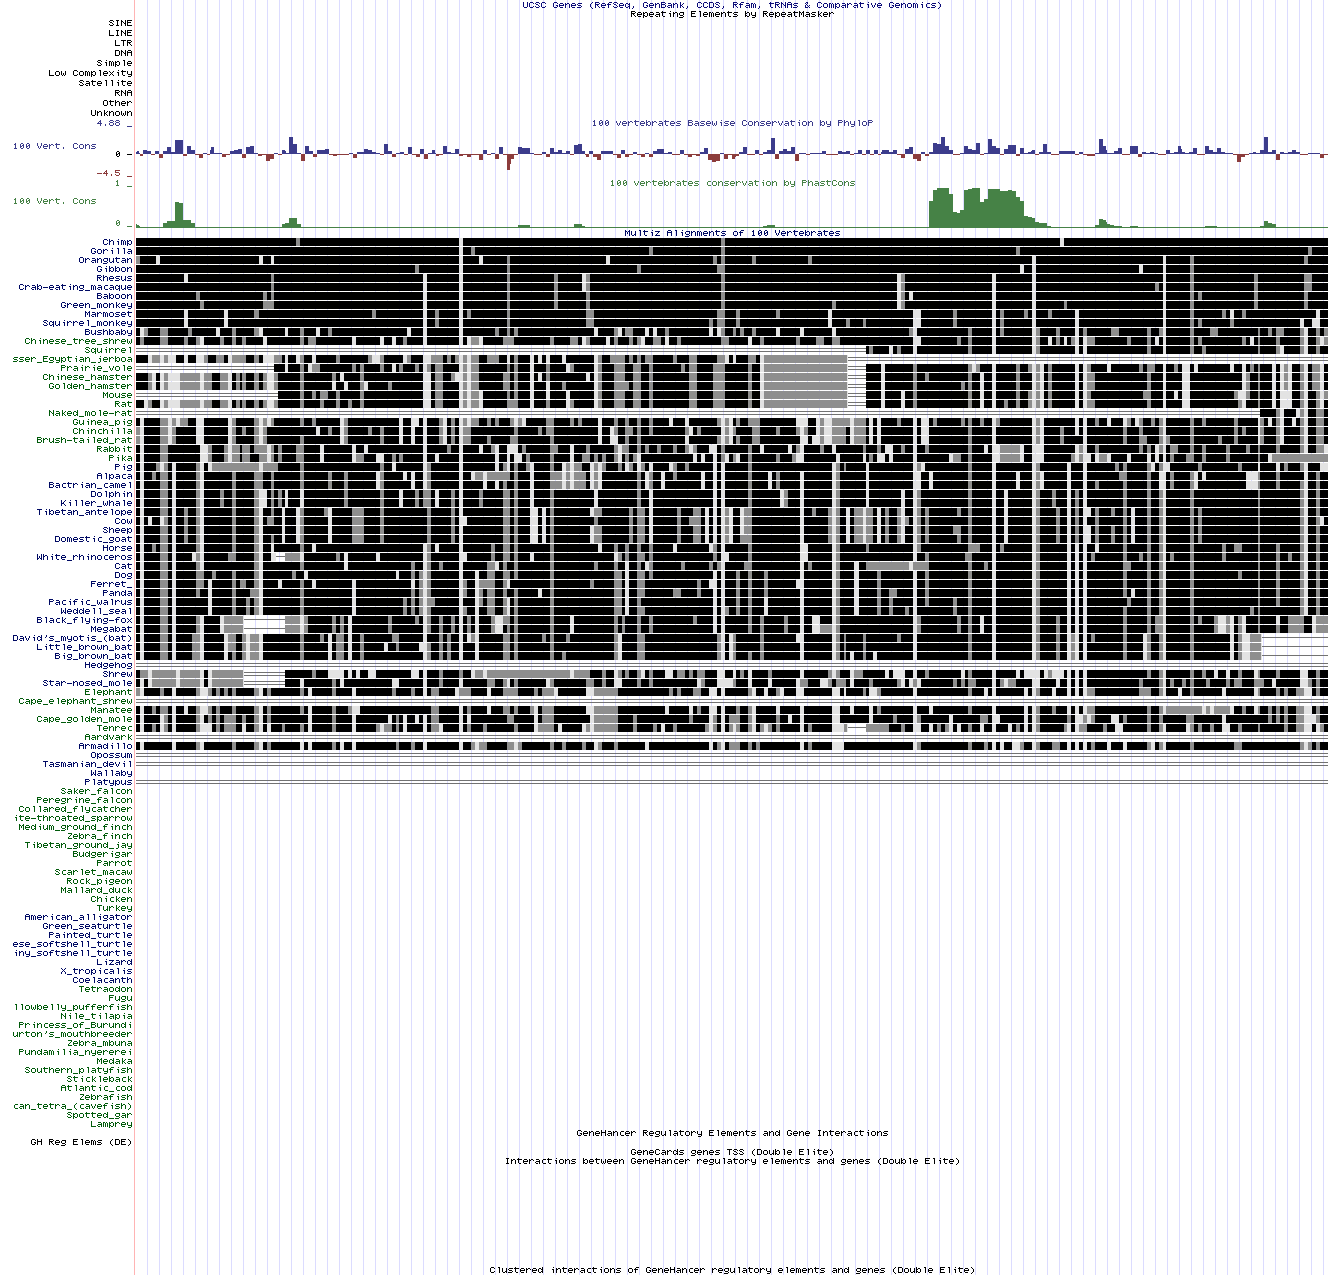 UCSC Genes (RefSeq, GenBank, CCDS, Rfam, tRNAs & Comparative Genomics)
Repeating Elements by RepeatMasker
SINE
LINE
LTR
DNA
Simple
Low Complexity
Satellite
RNA
Other
Unknown
4.88 _
100 vertebrates Basewise Conservation by PhyloP
100 Vert. Cons
0 _
-4.5 _
100 vertebrates conservation by PhastCons
1 _
100 Vert. Cons
0 _
Multiz Alignments of 100 Vertebrates
Chimp
Gorilla
Orangutan
Gibbon
Rhesus
Crab-eating_macaque
Baboon
Green_monkey
Marmoset
Squirrel_monkey
Bushbaby
Chinese_tree_shrew
Squirrel
sser_Egyptian_jerboa
Prairie_vole
Chinese_hamster
Golden_hamster
Mouse
Rat
Naked_mole-rat
Guinea_pig
Chinchilla
Brush-tailed_rat
Rabbit
Pika
Pig
Alpaca
Bactrian_camel
Dolphin
Killer_whale
Tibetan_antelope
Cow
Sheep
Domestic_goat
Horse
White_rhinoceros
Cat
Dog
Ferret_
Panda
Pacific_walrus
Weddell_seal
Black_flying-fox
Megabat
David's_myotis_(bat)
Little_brown_bat
Big_brown_bat
Hedgehog
Shrew
Star-nosed_mole
Elephant
Cape_elephant_shrew
Manatee
Cape_golden_mole
Tenrec
Aardvark
Armadillo
Opossum
Tasmanian_devil
Wallaby
Platypus
Saker_falcon
Peregrine_falcon
Collared_flycatcher
ite-throated_sparrow
Medium_ground_finch
Zebra_finch
Tibetan_ground_jay
Budgerigar
Parrot
Scarlet_macaw
Rock_pigeon
Mallard_duck
Chicken
Turkey
American_alligator
Green_seaturtle
Painted_turtle
ese_softshell_turtle
iny_softshell_turtle
Lizard
X_tropicalis
Coelacanth
Tetraodon
Fugu
llowbelly_pufferfish
Nile_tilapia
Princess_of_Burundi
urton's_mouthbreeder
Zebra_mbuna
Pundamilia_nyererei
Medaka
Southern_platyfish
Stickleback
Atlantic_cod
Zebrafish
can_tetra_(cavefish)
Spotted_gar
Lamprey
GeneHancer Regulatory Elements and Gene Interactions
GH Reg Elems (DE)
GeneCards genes TSS (Double Elite)
Interactions between GeneHancer regulatory elements and genes (Double Elite)
Clustered interactions of GeneHancer regulatory elements and genes (Double Elite)